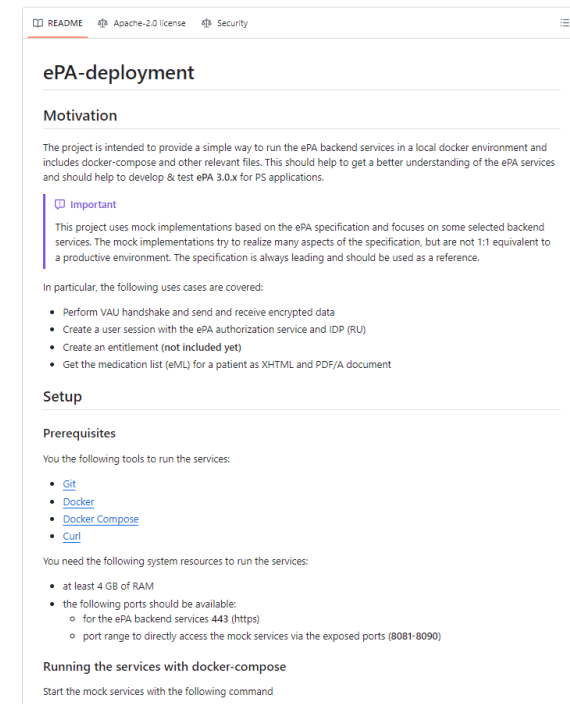 README Apache-2.0 license Security
ePA-deployment
Motivation
The project is intended to provide a simple way to run the ePA backend services in a local docker environment and
includes docker-compose and other relevant files. This should help to get a better understanding of the ePA services
and should help to develop & test ePA 3.0.x for PS applications.
Important
This project uses mock implementations based on the ePA specification and focuses on some selected backend
services. The mock implementations try to realize many aspects of the specification, but are not 1:1 equivalent to
a productive environment. The specification is always leading and should be used as a reference.
In particular, the following uses cases are covered:
• Perform VAU handshake and send and receive encrypted data
• Create a user session with the ePA authorization service and IDP (RU)
• Create an entitlement (not included yet)
• Get the medication list (eML) for a patient as XHTML and PDF/A document
Setup
Prerequisites
You the following tools to run the services:
• Git
• Docker
• Docker Compose
• Curl
You need the following system resources to run the services:
• at least 4 GB of RAM
• the following ports should be available:
○ for the ePA backend services 443 (https)
○ port range to directly access the mock services via the exposed ports (8081-8090)
Running the services with docker-compose
Start the mock services with the following command